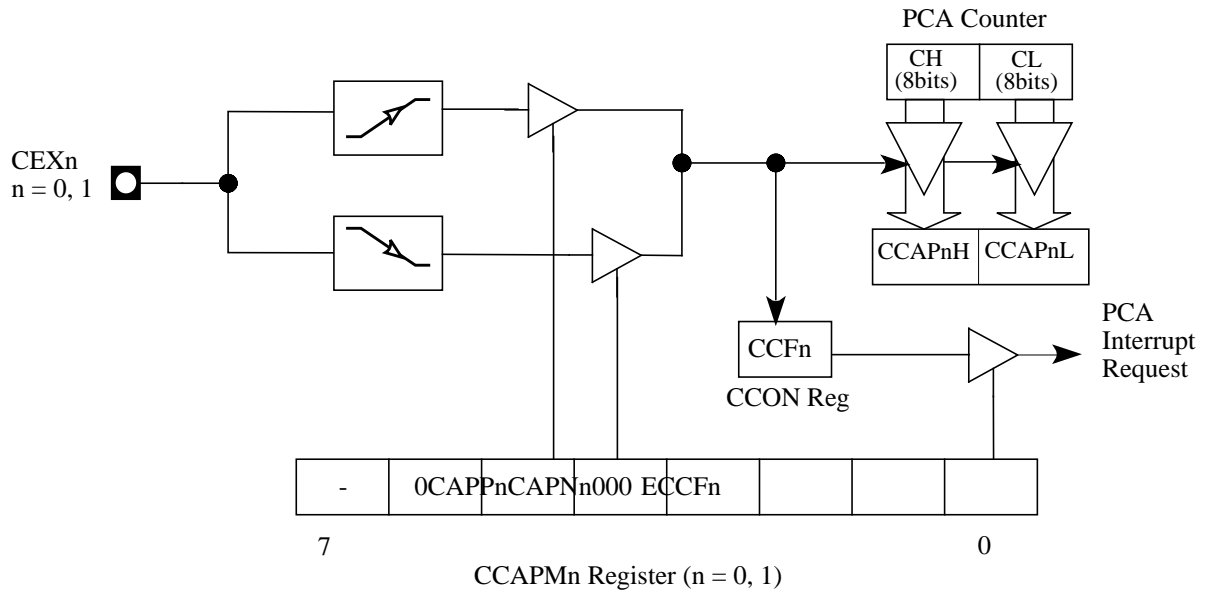 PCA Counter
CH CL
(8bits) (8bits)
CEXn
n = 0, 1
CCAPnH CCAPnL
PCA
Interrupt
Request
CCFn
CCON Reg
- 0CAPPnCAPNn000 ECCFn
7 0
CCAPMn Register (n = 0, 1)